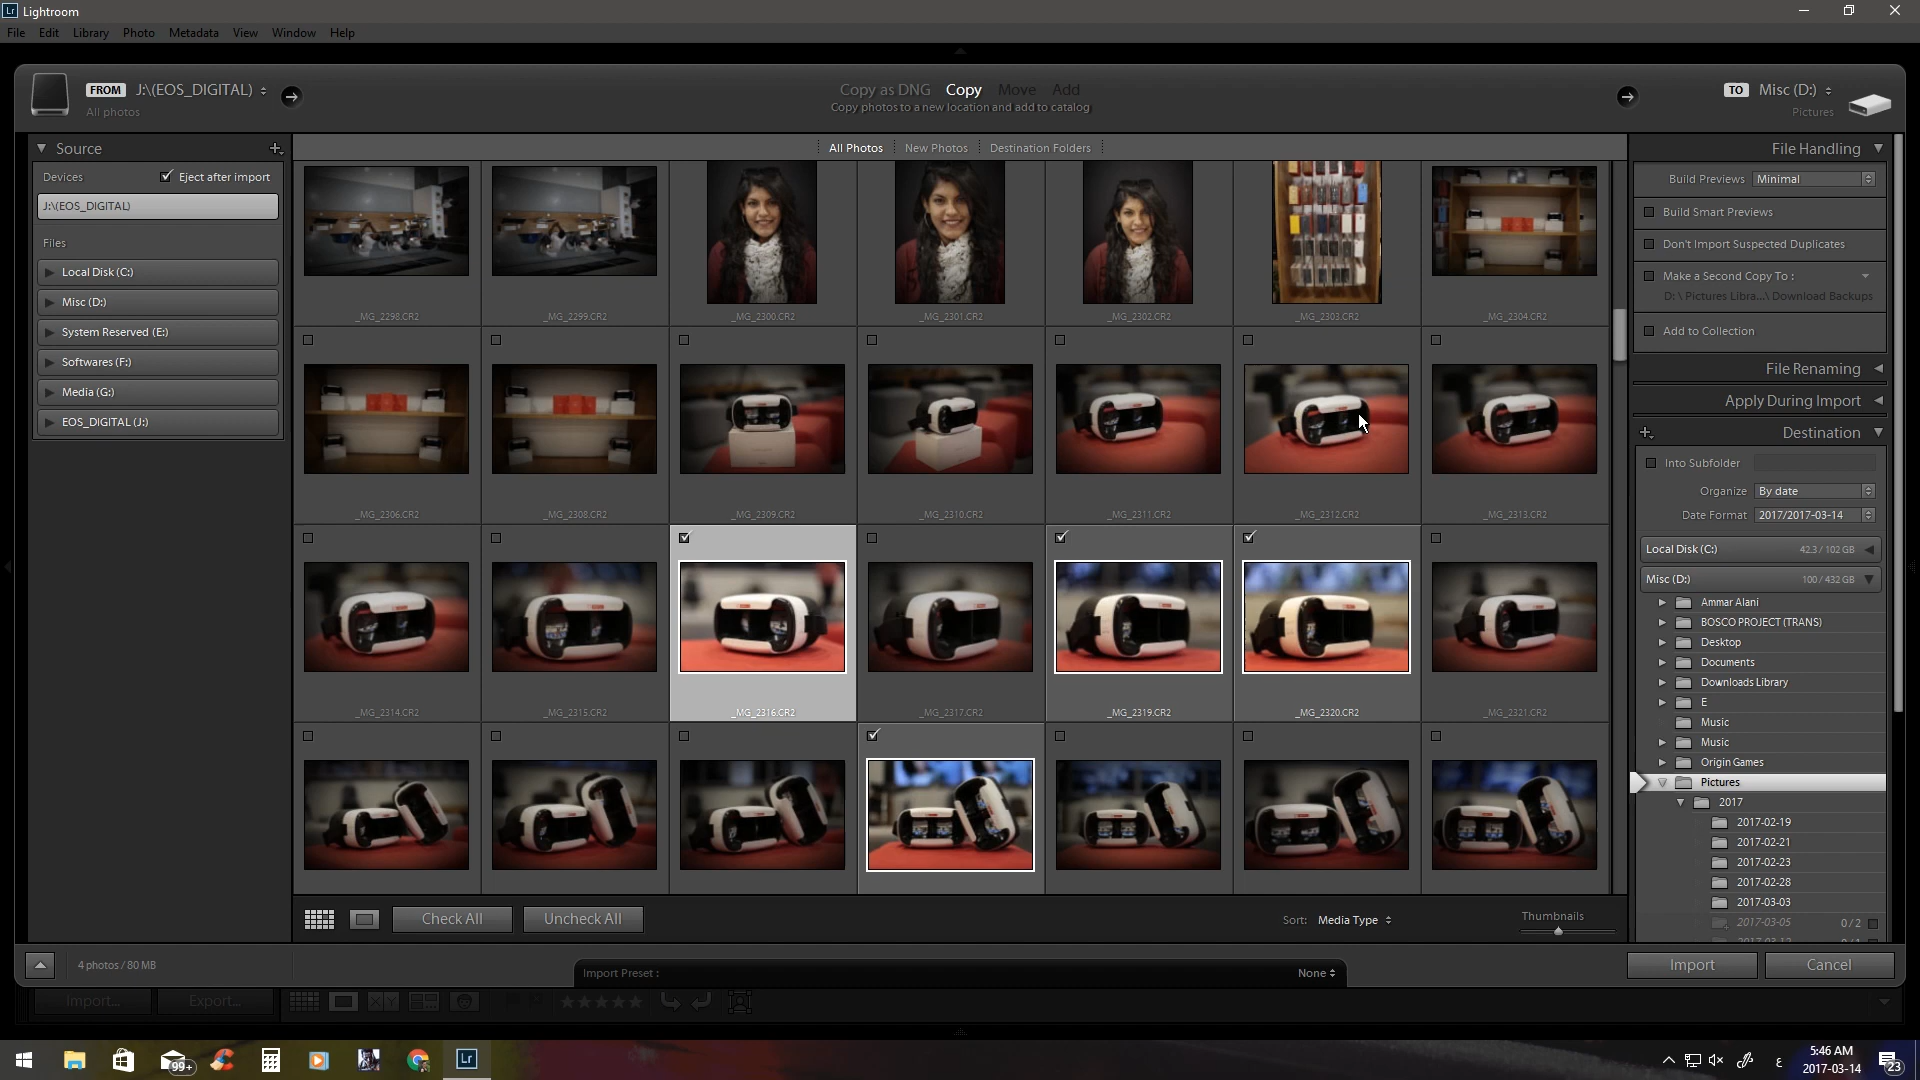 Lr Lightroom
File Edit Library Photo Metadata View Window Help
FROM J:\(EOS_DIGITAL)
All photos
Copy as DNG Copy Move Add
Copy photos to a new location and add to catalog
TO Misc (D:)
Pictures
Source
Devices Eject after import
J:\(EOS_DIGITAL)
Files
Local Disk (C:)
Misc (D:)
System Reserved (E:)
Softwares (F:)
Media (G:)
EOS_DIGITAL (J:)
All Photos New Photos Destination Folders
_MG_2298.CR2 _MG_2299.CR2 _MG_2300.CR2 _MG_2301.CR2 _MG_2302.CR2 _MG_2303.CR2 _MG_2304.CR2
_MG_2306.CR2 _MG_2308.CR2 _MG_2309.CR2 _MG_2310.CR2 _MG_2311.CR2 _MG_2312.CR2 _MG_2313.CR2
_MG_2314.CR2 _MG_2315.CR2 _MG_2316.CR2 _MG_2317.CR2 _MG_2319.CR2 _MG_2320.CR2 _MG_2321.CR2
Check All Uncheck All
Sort: Media Type
Thumbnails
File Handling
Build Previews Minimal
Build Smart Previews
Don't Import Suspected Duplicates
Make a Second Copy To :
D: \ Pictures Libra...\ Download Backups
Add to Collection
File Renaming
Apply During Import
Destination
Into Subfolder
Organize By date
Date Format 2017/2017-03-14
Local Disk (C:) 42.3 / 102 GB
Misc (D:) 100 / 432 GB
Ammar Alani
BOSCO PROJECT (TRANS)
Desktop
Documents
Downloads Library
E
Music
Music
Origin Games
Pictures
2017
2017-02-19
2017-02-21
2017-02-23
2017-02-28
2017-03-03
2017-03-05 0 / 2
4 photos / 80 MB
Import Preset : None
Import Cancel
Import... Export...
XY
99+
Lr
ع
5:46 AM
2017-03-14
23